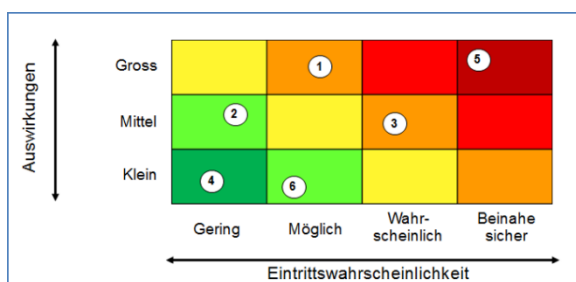 Auswirkungen
Gross
1
5
Mittel
2
3
Klein
4
6
Gering
Möglich
Wahr-
scheinlich
Beinahe
sicher
Eintrittswahrscheinlichkeit